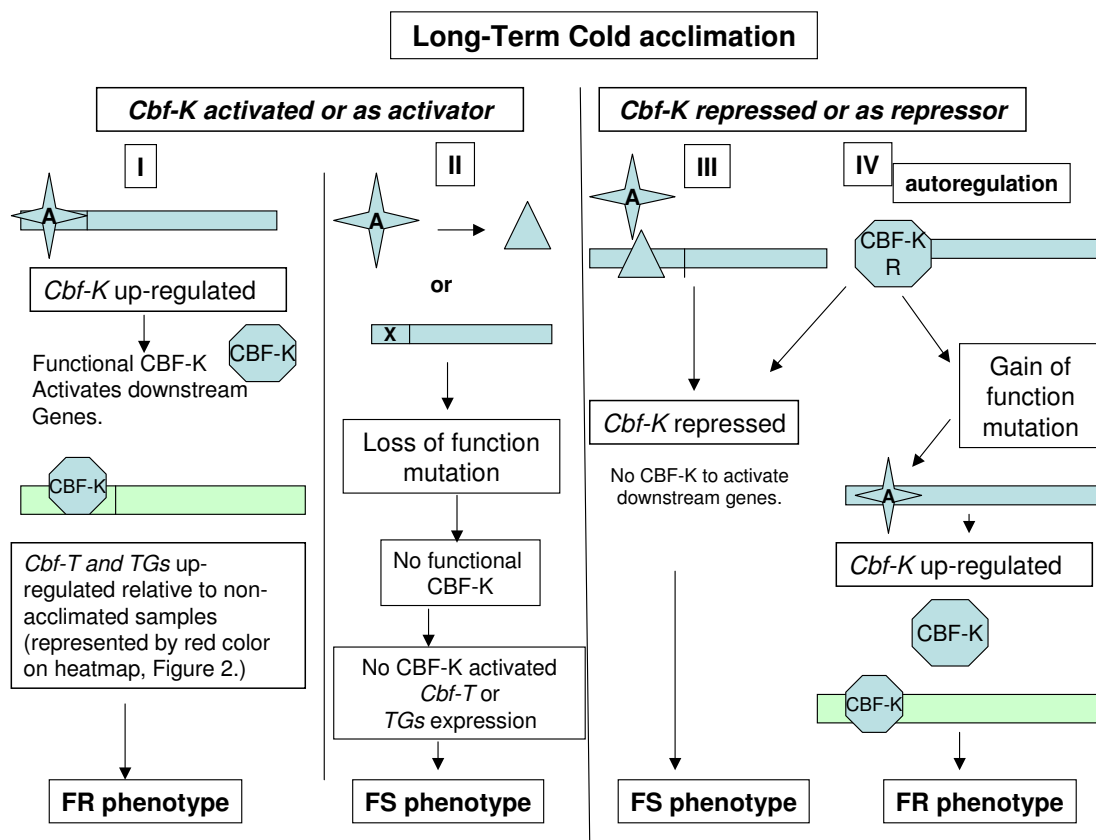 Long-Term Cold acclimation
Cbf-K activated or as activator
I
A
Cbf-K up-regulated
CBF-K
Functional CBF-K
Activates downstream
Genes.
CBF-K
Cbf-T and TGs up-
regulated relative to non-
acclimated samples
(represented by red color
on heatmap, Figure 2.)
FR phenotype
II
A
or
X
Loss of function
mutation
No functional
CBF-K
No CBF-K activated
Cbf-T or
TGs expression
FS phenotype
Cbf-K repressed or as repressor
III
A
Cbf-K repressed
No CBF-K to activate
downstream genes.
FS phenotype
IV
autoregulation
CBF-K
R
Gain of
function
mutation
A
Cbf-K up-regulated
CBF-K
CBF-K
FR phenotype